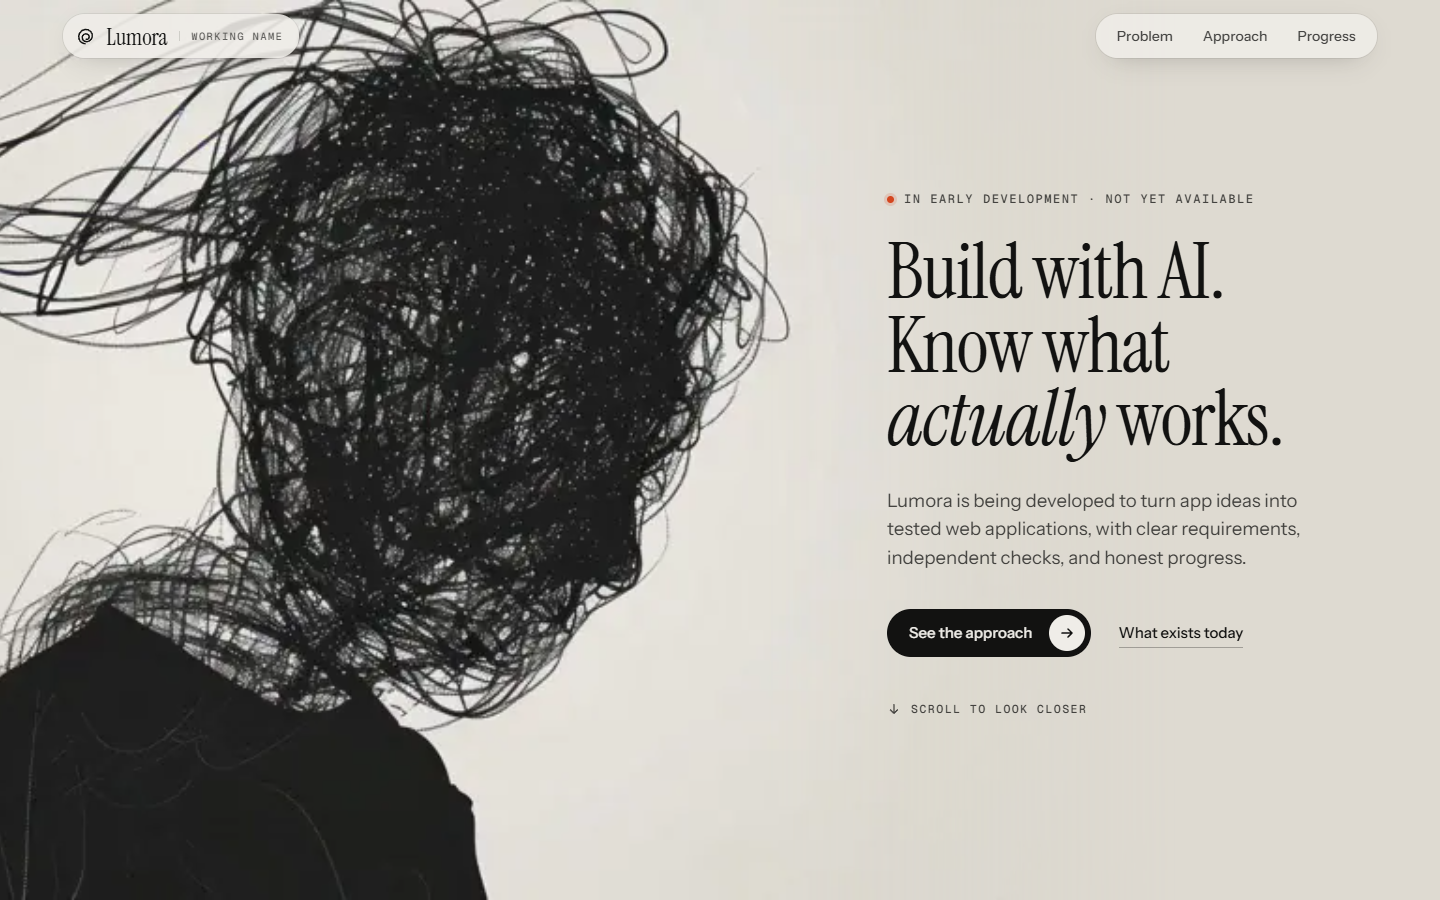 Lumora
WORKING NAME
Problem
Approach
Progress
IN EARLY DEVELOPMENT · NOT YET AVAILABLE
Build with AI.
Know what
actually works.
Lumora is being developed to turn app ideas into
tested web applications, with clear requirements,
independent checks, and honest progress.
See the approach →
What exists today
↓ SCROLL TO LOOK CLOSER